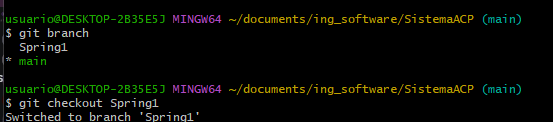 usuario@DESKTOP-2B35E5J MINGW64 ~/documents/ing_software/SistemaACP (main)
$ git branch
  Spring1
* main
usuario@DESKTOP-2B35E5J MINGW64 ~/documents/ing_software/SistemaACP (main)
$ git checkout Spring1
Switched to branch 'Spring1'